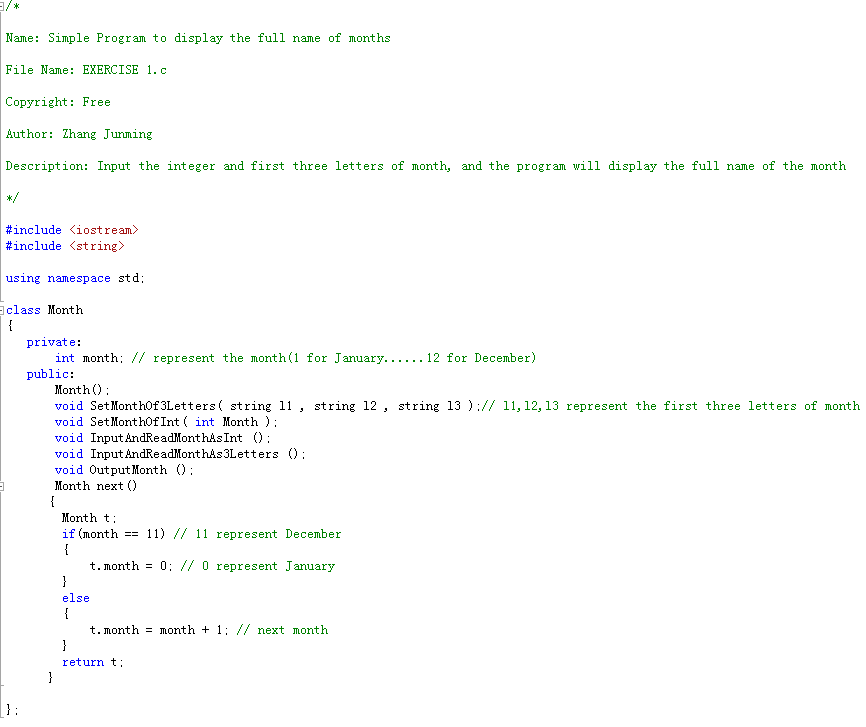 /*
Name: Simple Program to display the full name of months
File Name: EXERCISE 1.c
Copyright: Free
Author: Zhang Junming
Description: Input the integer and first three letters of month, and the program will display the full name of the month
*/
#include <iostream>
#include <string>
using namespace std;
class Month
{
private:
int month; // represent the month(1 for January......12 for December)
public:
Month();
void SetMonthOf3Letters( string l1 , string l2 , string l3 );// l1,l2,l3 represent the first three letters of month
void SetMonthOfInt( int Month );
void InputAndReadMonthAsInt ();
void InputAndReadMonthAs3Letters ();
void OutputMonth ();
Month next()
{
Month t;
if(month == 11) // 11 represent December
{
t.month = 0; // 0 represent January
}
else
{
t.month = month + 1; // next month
}
return t;
}
};